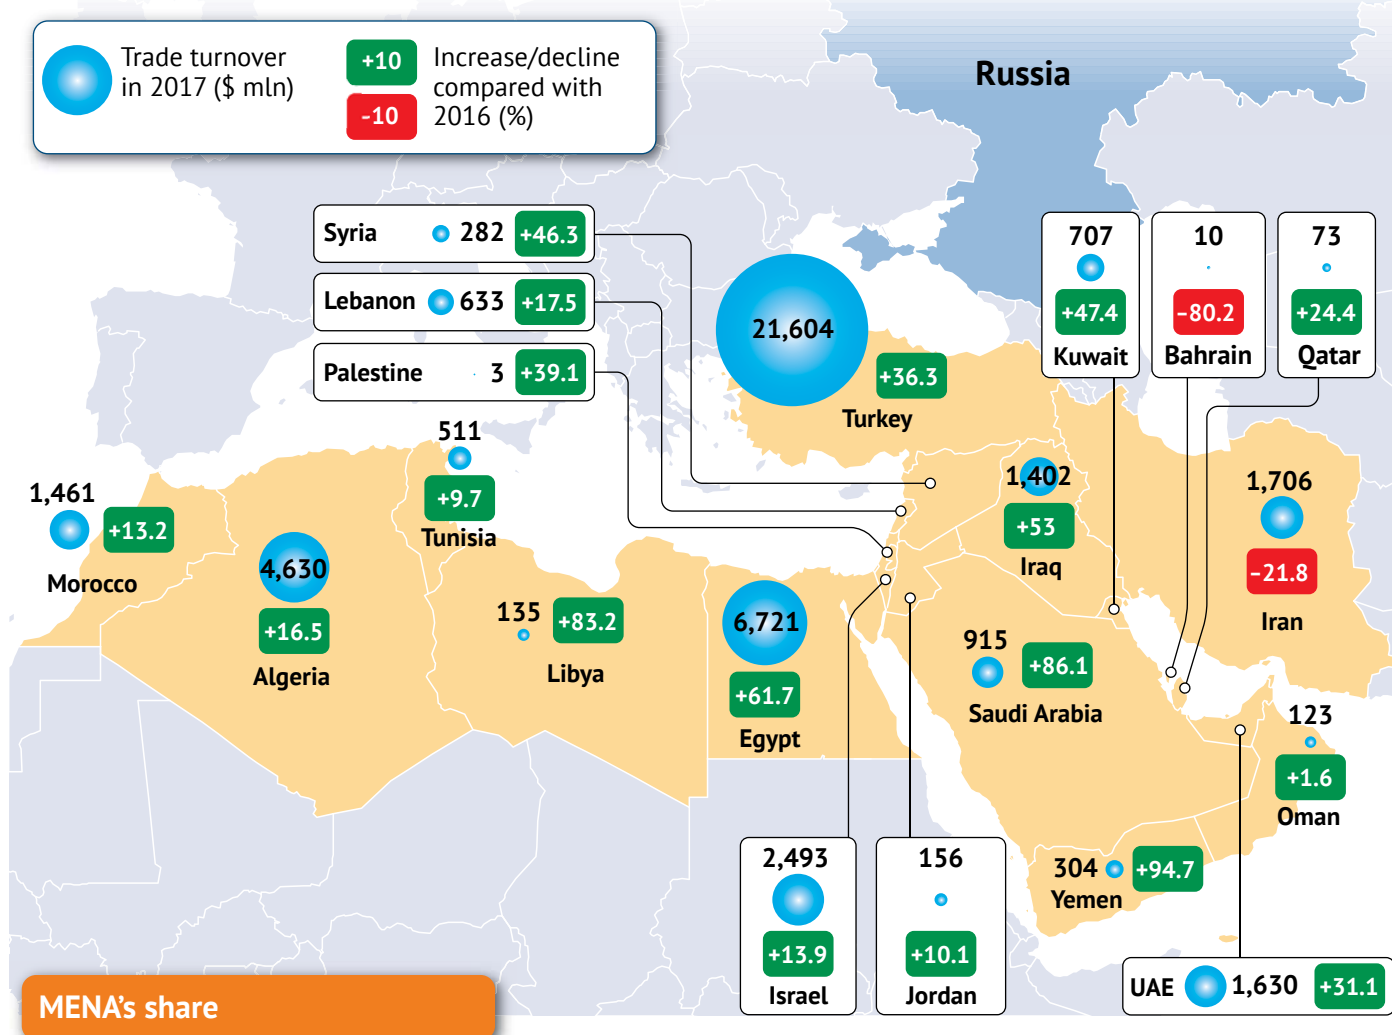 Trade turnover
in 2017 ($ mln)
+10
-10
Increase/decline
compared with
2016 (%)
Russia
Syria 282 +46.3
Lebanon 633 +17.5
Palestine 3 +39.1
21,604
+36.3
Turkey
707
+47.4
Kuwait
10
-80.2
Bahrain
73
+24.4
Qatar
511
+9.7
Tunisia
1,461
+13.2
Morocco
4,630
+16.5
Algeria
135
+83.2
Libya
6,721
+61.7
Egypt
1,402
+53
Iraq
1,706
-21.8
Iran
915
+86.1
Saudi Arabia
123
+1.6
Oman
304
+94.7
Yemen
2,493
+13.9
Israel
156
+10.1
Jordan
UAE 1,630 +31.1
MENA's share